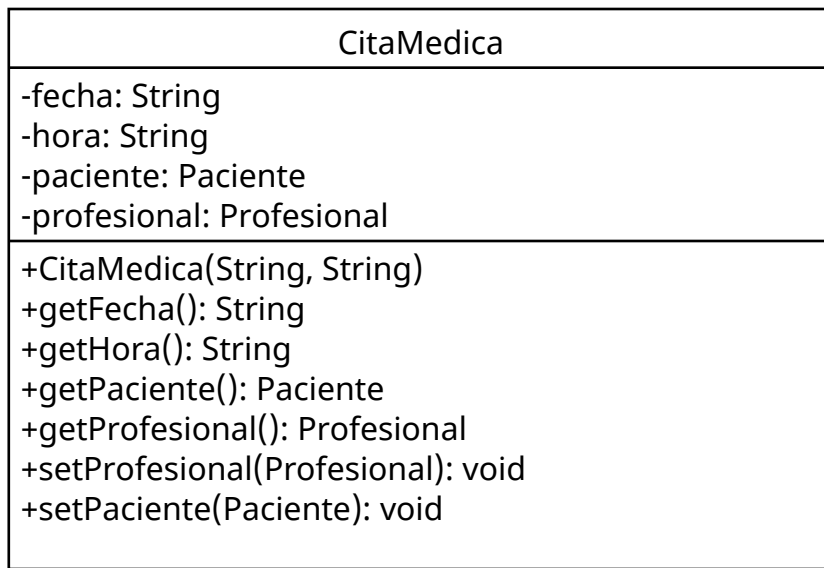 CitaMedica
-fecha: String
-hora: String
-paciente: Paciente
-profesional: Profesional
+CitaMedica(String, String)
+getFecha(): String
+getHora(): String
+getPaciente(): Paciente
+getProfesional(): Profesional
+setProfesional(Profesional): void
+setPaciente(Paciente): void